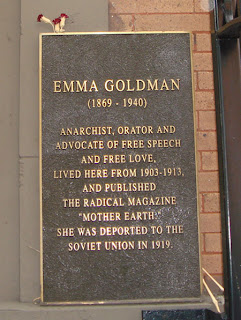 EMMA GOLDMAN
(1869 - 1940)
ANARCHIST, ORATOR AND
ADVOCATE OF FREE SPEECH
AND FREE LOVE,
LIVED HERE FROM 1903-1913,
AND PUBLISHED
THE RADICAL MAGAZINE
"MOTHER EARTH."
SHE WAS DEPORTED TO THE
SOVIET UNION IN 1919.